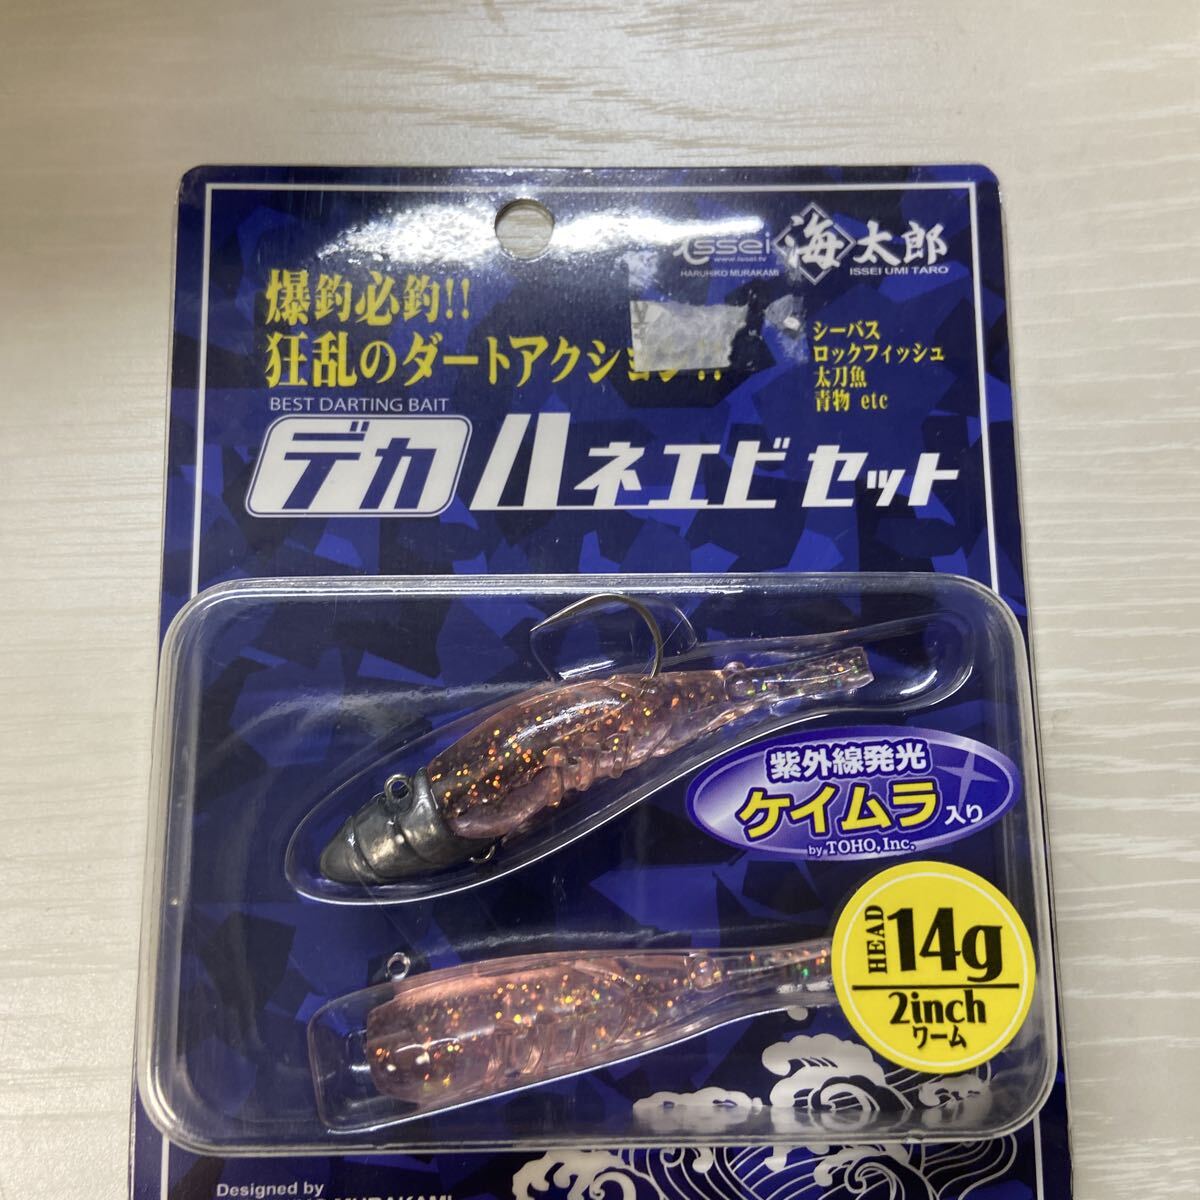 issei
www.issei.tv
HARUHIKO MURAKAMI
海太郎
ISSEI UMI TARO
爆釣必釣!!
狂乱のダートアクション!!
BEST DARTING BAIT
シーバス
ロックフィッシュ
太刀魚
青物 etc
デカハネエビセット
紫外線発光
ケイムラ入り
by TOHO, Inc.
HEAD 14g
2inch
ワーム
Designed by
MURAKAMI